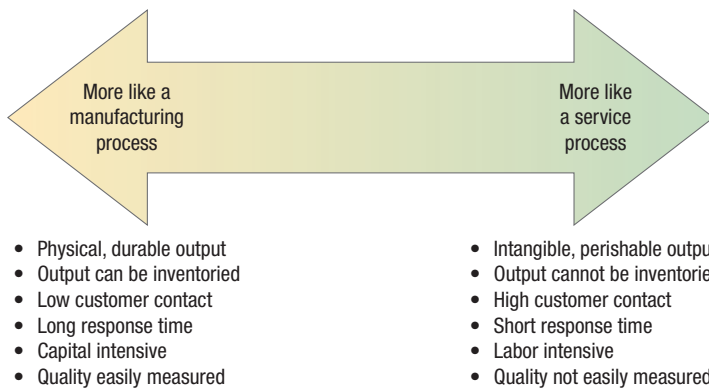 More like a
manufacturing
process
More like
a service
process
• Physical, durable output
• Output can be inventoried
• Low customer contact
• Long response time
• Capital intensive
• Quality easily measured
• Intangible, perishable outpu
• Output cannot be inventorie
• High customer contact
• Short response time
• Labor intensive
• Quality not easily measured